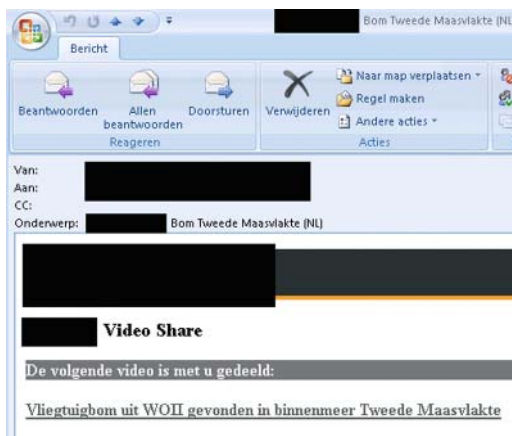 Bom Tweede Maasvlakte (NL
Bericht
Beantwoorden
Allen beantwoorden
Doorsturen
Reageren
Verwijderen
Naar map verplaatsen
Regel maken
Andere acties
Acties
Van:
Aan:
CC:
Onderwerp: Bom Tweede Maasvlakte (NL)
Video Share
De volgende video is met u gedeeld:
Vliegtuigbom uit WOII gevonden in binnenmeer Tweede Maasvlakte